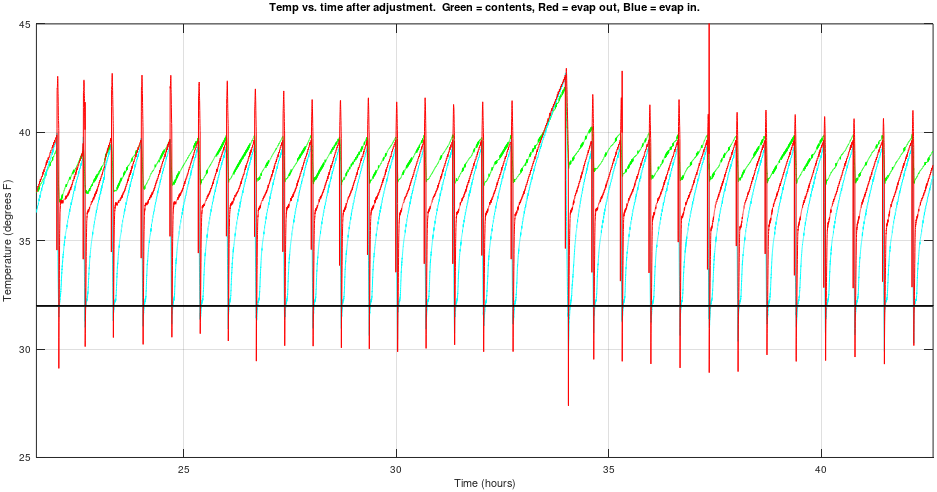 Temp vs. time after adjustment.  Green = contents, Red = evap out, Blue = evap in.
45
40
35
30
25
Temperature (degrees F)
25 30 35 40
Time (hours)